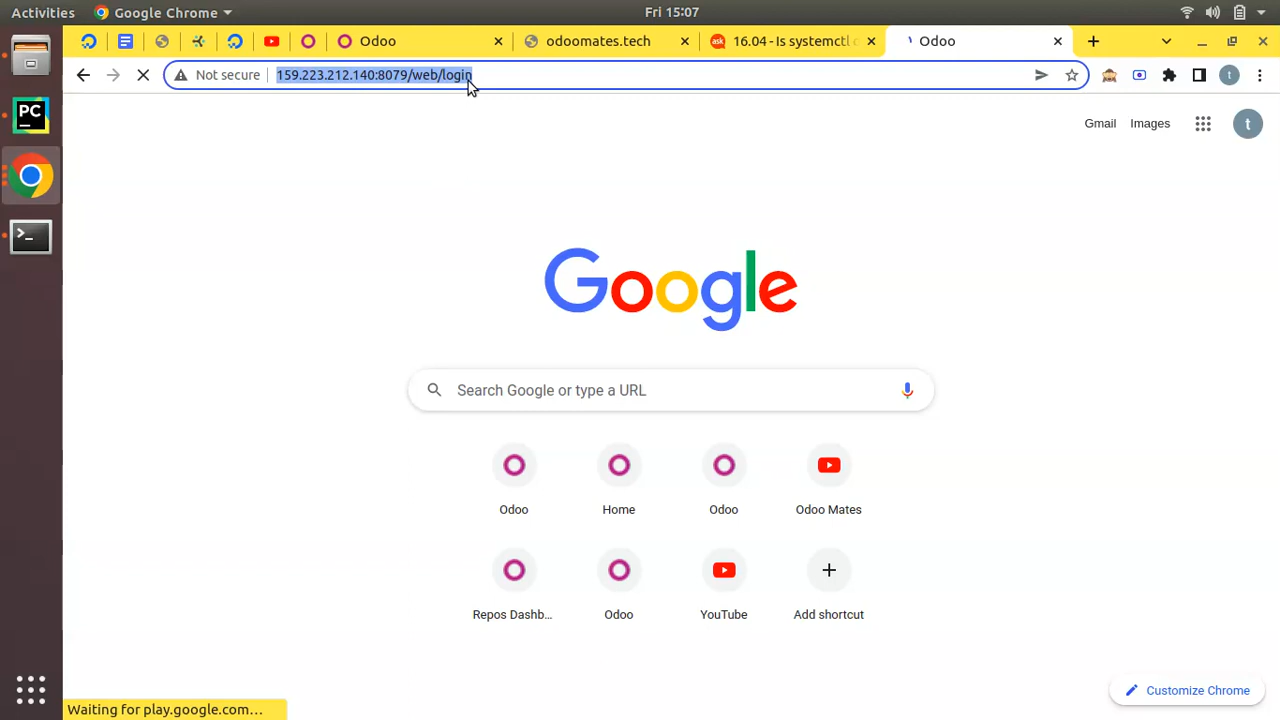 Activities
Google Chrome
Fri 15:07
Odoo
odoomates.tech
16.04 - Is systemctl c
Odoo
Not secure
159.223.212.140:8079/web/login
t
PC
Gmail
Images
t
Google
Search Google or type a URL
Odoo
Home
Odoo
Odoo Mates
Repos Dashb...
Odoo
YouTube
Add shortcut
Customize Chrome
Waiting for play.google.com...